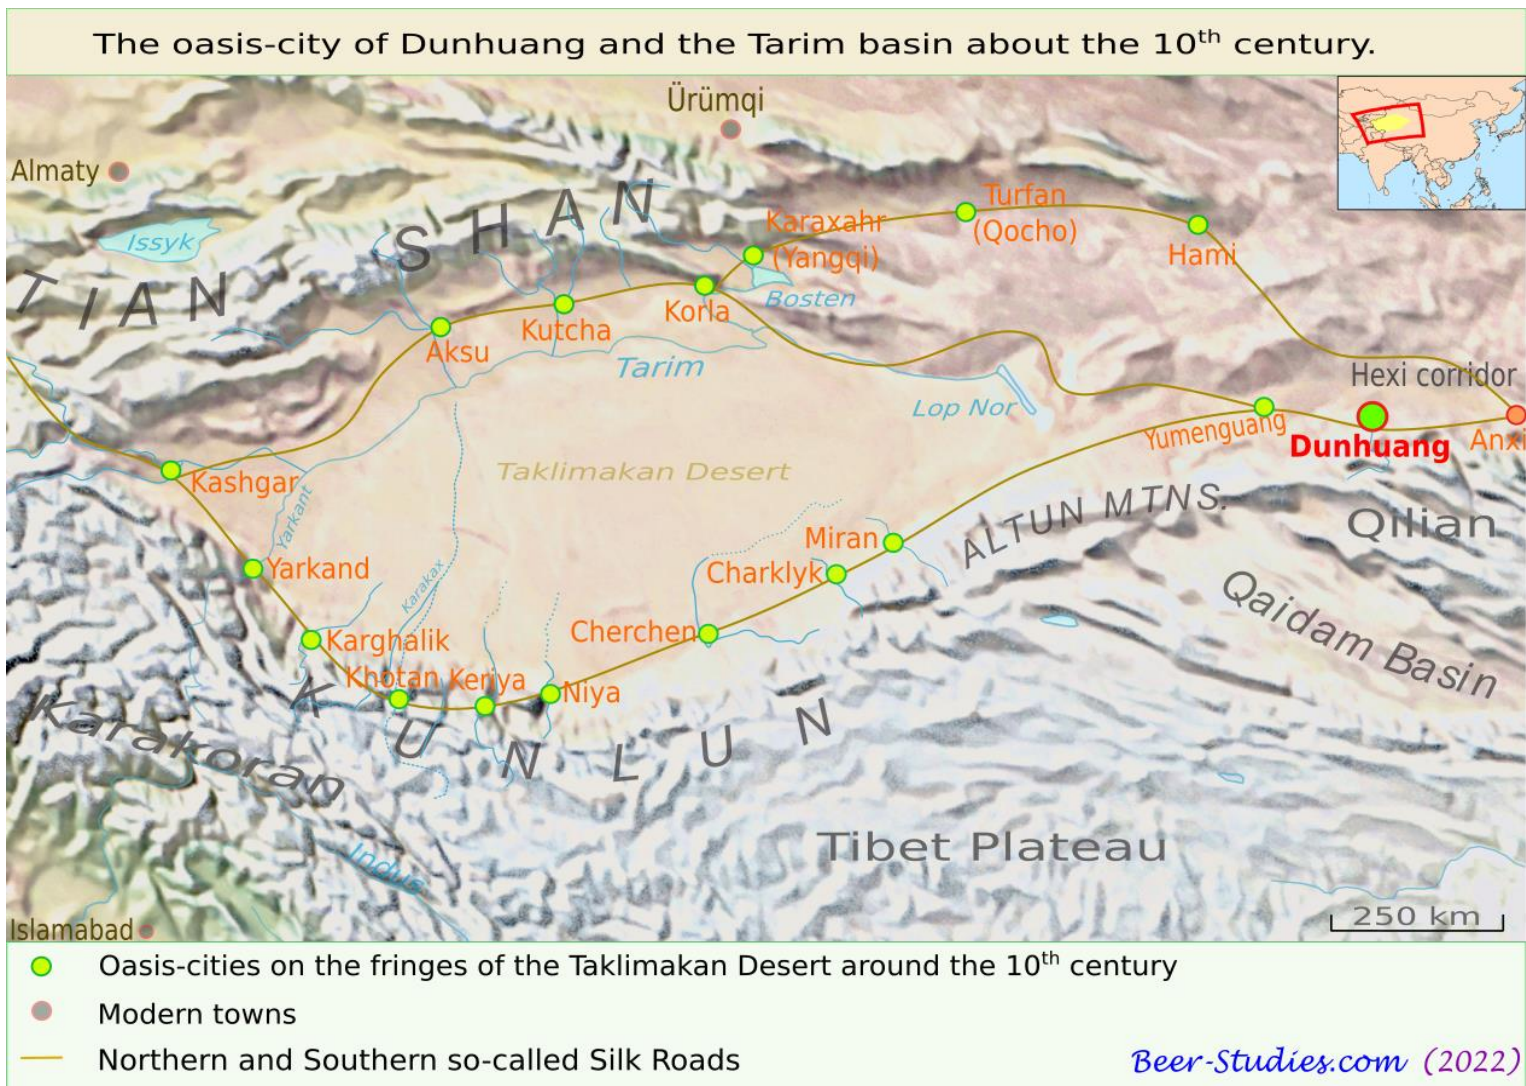 The oasis-city of Dunhuang and the Tarim basin about the 10th century.
Ürümqi
Almaty
Issyk
TIAN SHAN
Karaxahr
(Yangqi)
Turfan
(Qocho)
Hami
Bosten
Korla
Kutcha
Aksu
Tarim
Lop Nor
Hexi corridor
Yumenguang
Dunhuang
Anxi
Taklimakan Desert
Kashgar
Yarkant
Yarkand
Karakax
Miran
Charklyk
ALTUN MTNS.
Qilian
Qaidam Basin
Cherchen
Karghalik
Khotan
Keriya
Niya
KUNLUN
Karakoran
Indus
Tibet Plateau
Islamabad
250 km
Oasis-cities on the fringes of the Taklimakan Desert around the 10th century
Modern towns
Northern and Southern so-called Silk Roads
Beer-Studies.com (2022)